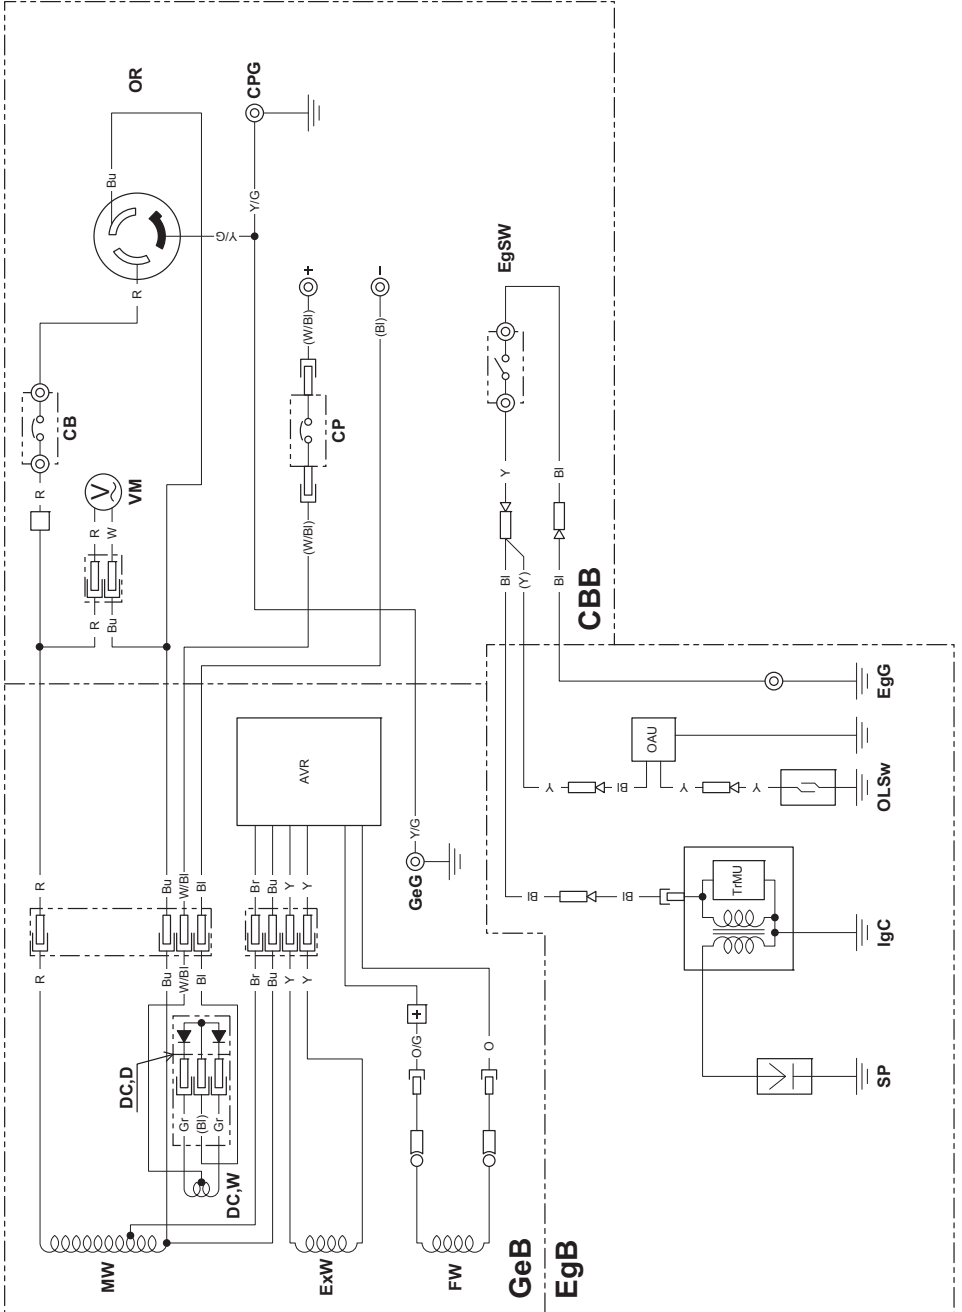 R
R
R
CB
R
R
V
Bu
W
Bu
MW
DC,D
VM
R
OR
Bu
Bu
Gr
W/Bl
W/Bl
(Bl)
Bl
Bl
Gr
Y/G
DC,W
Br
Br
Y/G
CPG
Bu
Bu
Y
Y
Y
Y
AVR
(W/Bl)
(W/Bl)
+
ExW
CP
(Bl)
-
O/G
+
Y/G
GeG
FW
O
Bl
Y
EgSW
GeB
(Y)
Bl
Bl
EgB
CBB
Bl
Bl
Y
Bl
OAU
Y
Y
TrMU
SP
IgC
OLSw
EgG